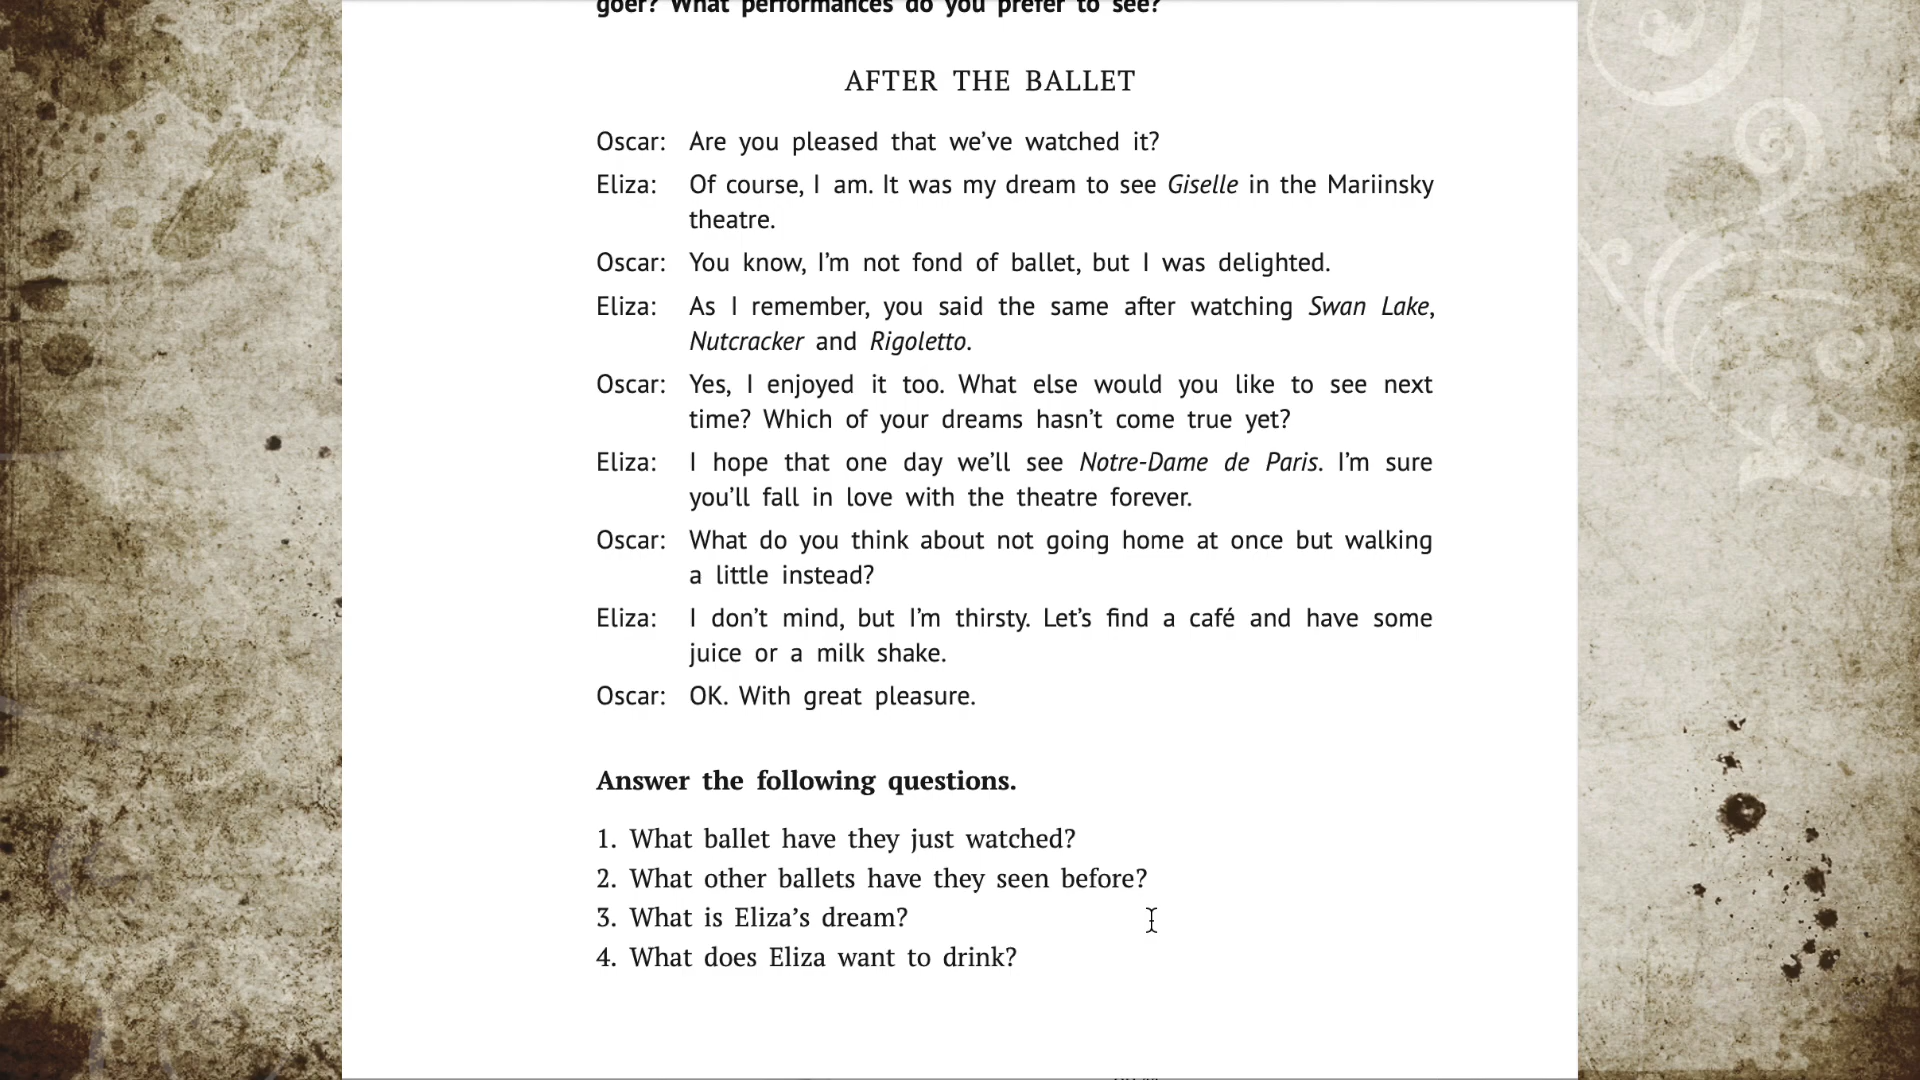 goer? What performances do you prefer to see?
AFTER THE BALLET
Oscar: Are you pleased that we've watched it?
Eliza: Of course, I am. It was my dream to see Giselle in the Mariinsky
theatre.
Oscar: You know, I'm not fond of ballet, but I was delighted.
Eliza: As I remember, you said the same after watching Swan Lake,
Nutcracker and Rigoletto.
Oscar: Yes, I enjoyed it too. What else would you like to see next
time? Which of your dreams hasn't come true yet?
Eliza: I hope that one day we'll see Notre-Dame de Paris. I'm sure
you'll fall in love with the theatre forever.
Oscar: What do you think about not going home at once but walking
a little instead?
Eliza: I don't mind, but I'm thirsty. Let's find a café and have some
juice or a milk shake.
Oscar: OK. With great pleasure.
Answer the following questions.
1. What ballet have they just watched?
2. What other ballets have they seen before?
3. What is Eliza's dream?
4. What does Eliza want to drink?